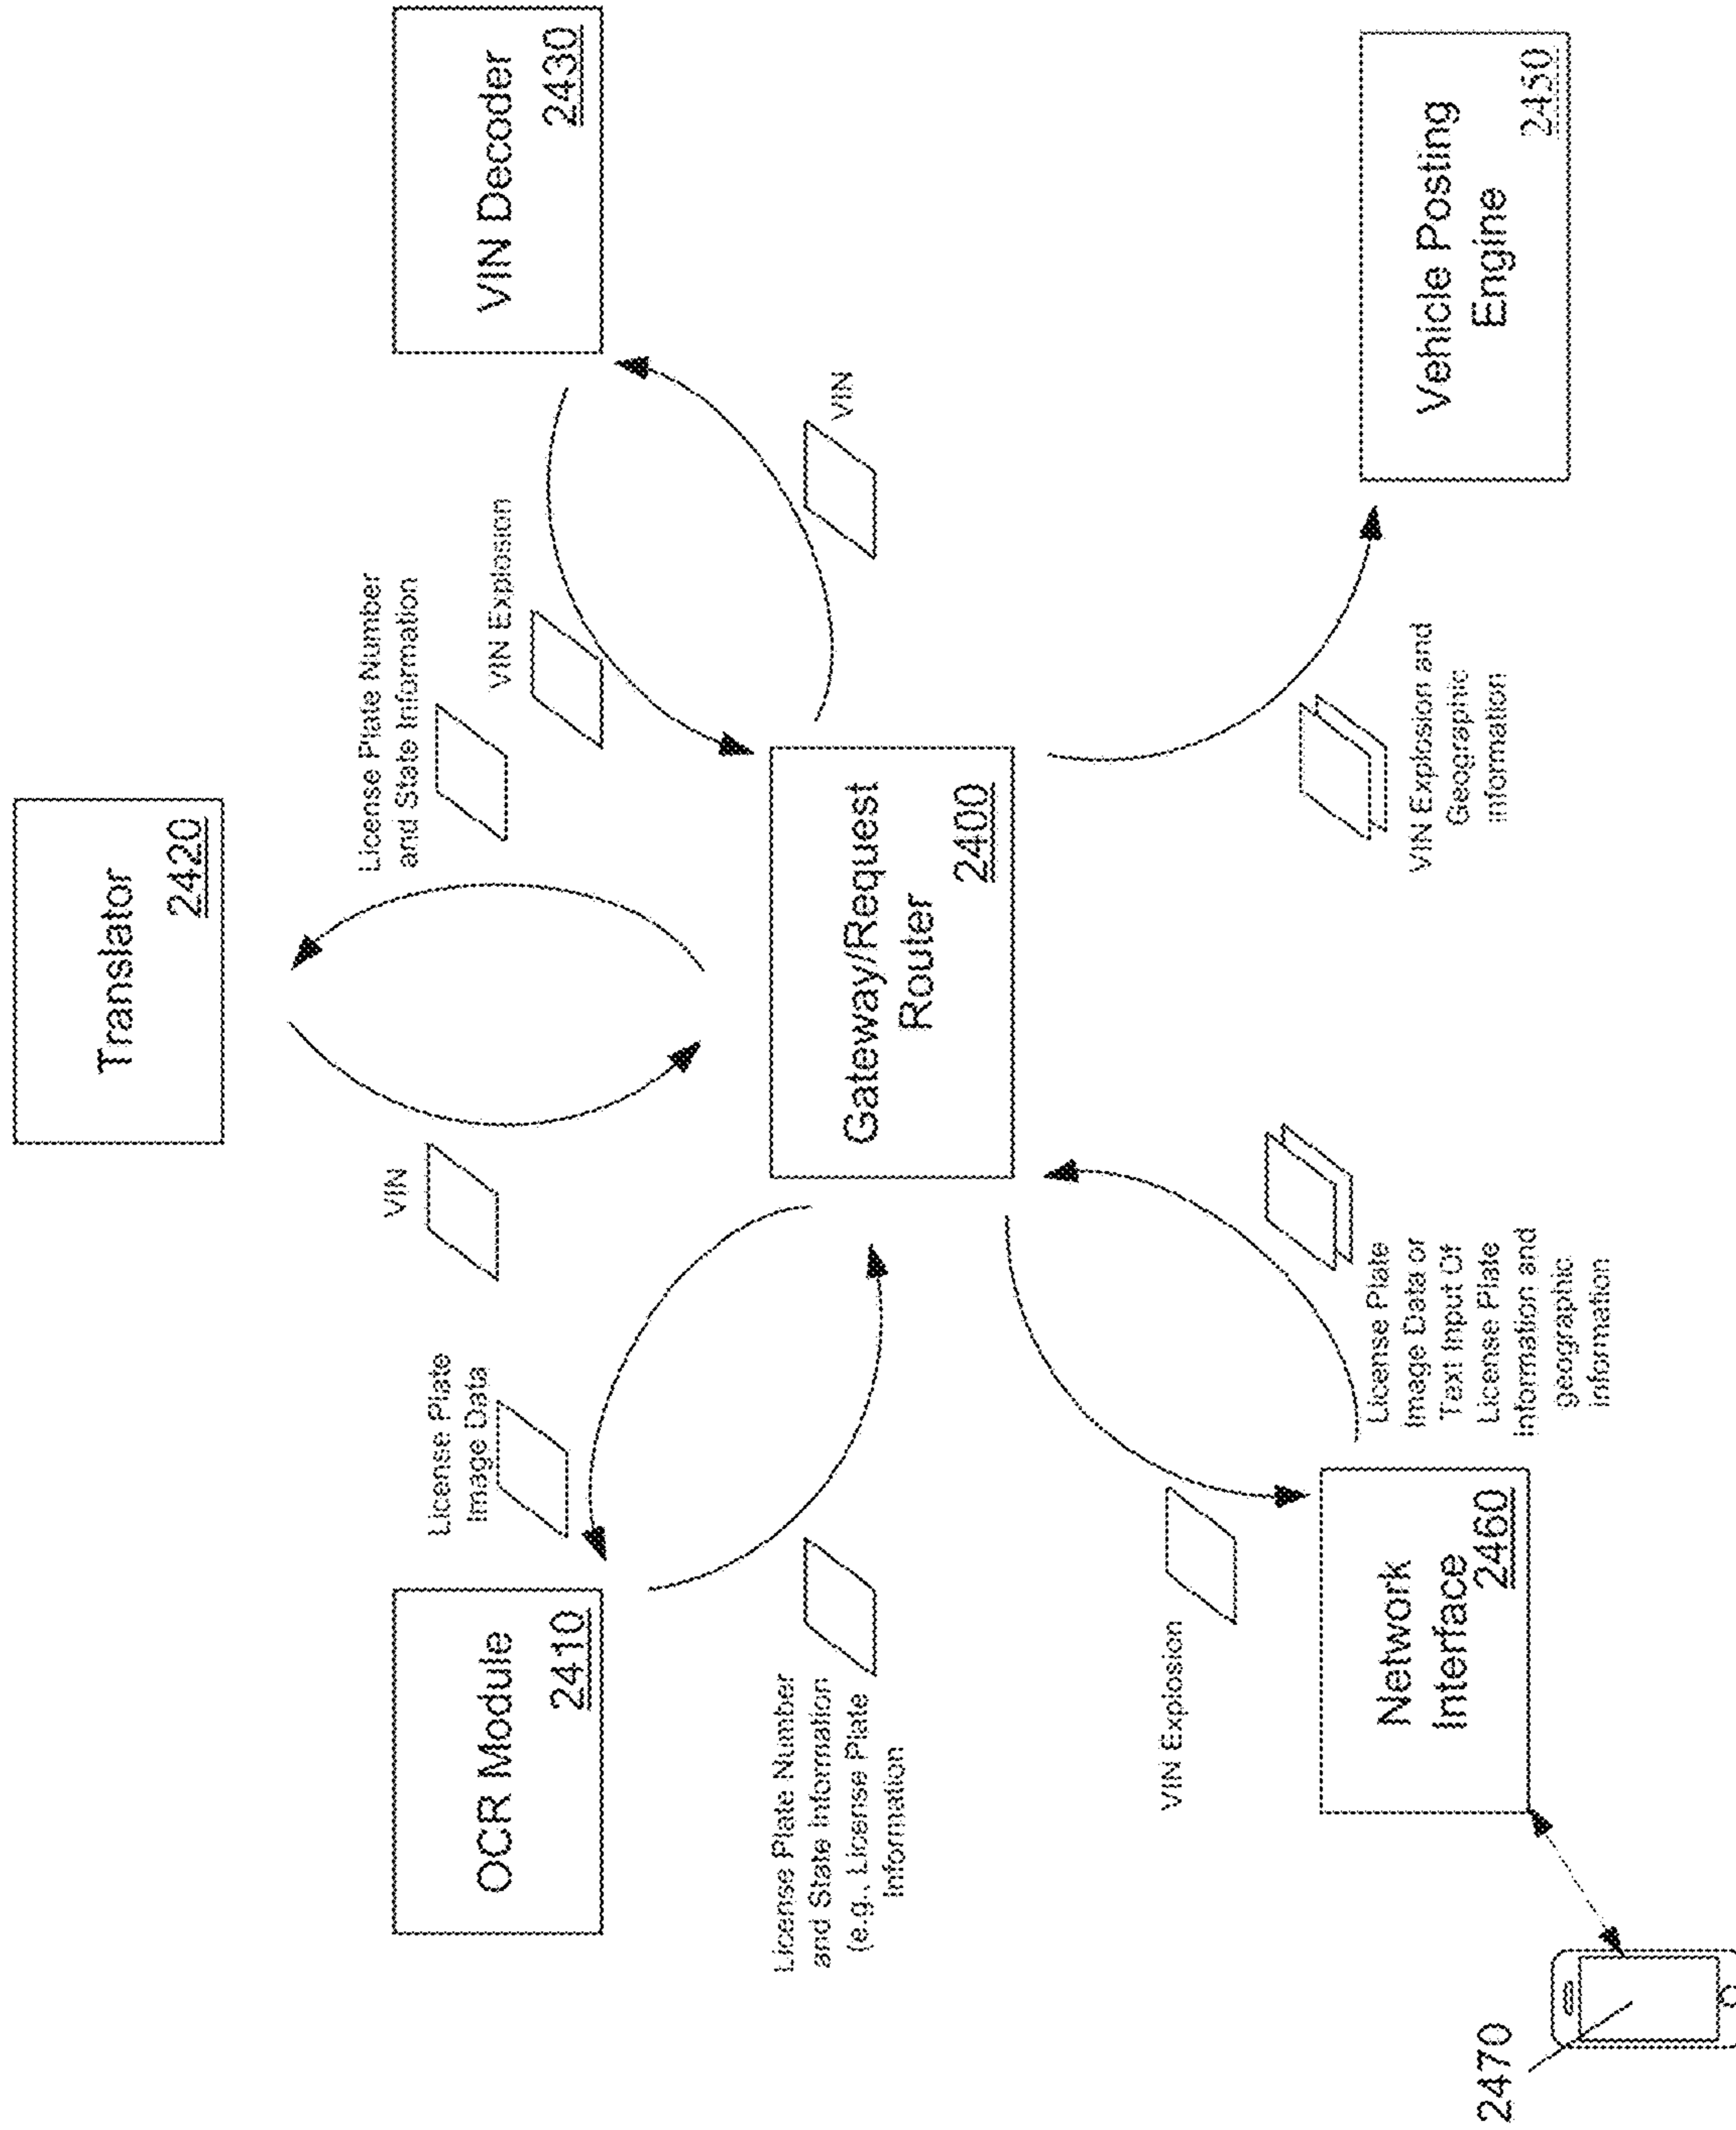 Translator
2420
VIN
License Plate Number
and State Information
License Plate
Image Data
VIN Explosion
OCR Module
2410
VIN Decoder
2430
License Plate Number
and State Information
(e.g., License Plate
Information
VIN
Gateway/Request
Router
2400
VIN Explosion
License Plate
Image Data or
Text Input Of
License Plate
Information and
geographic
information
VIN Explosion and
Geographic
Information
Network
Interface
2460
Vehicle Posting
Engine
2450
2470